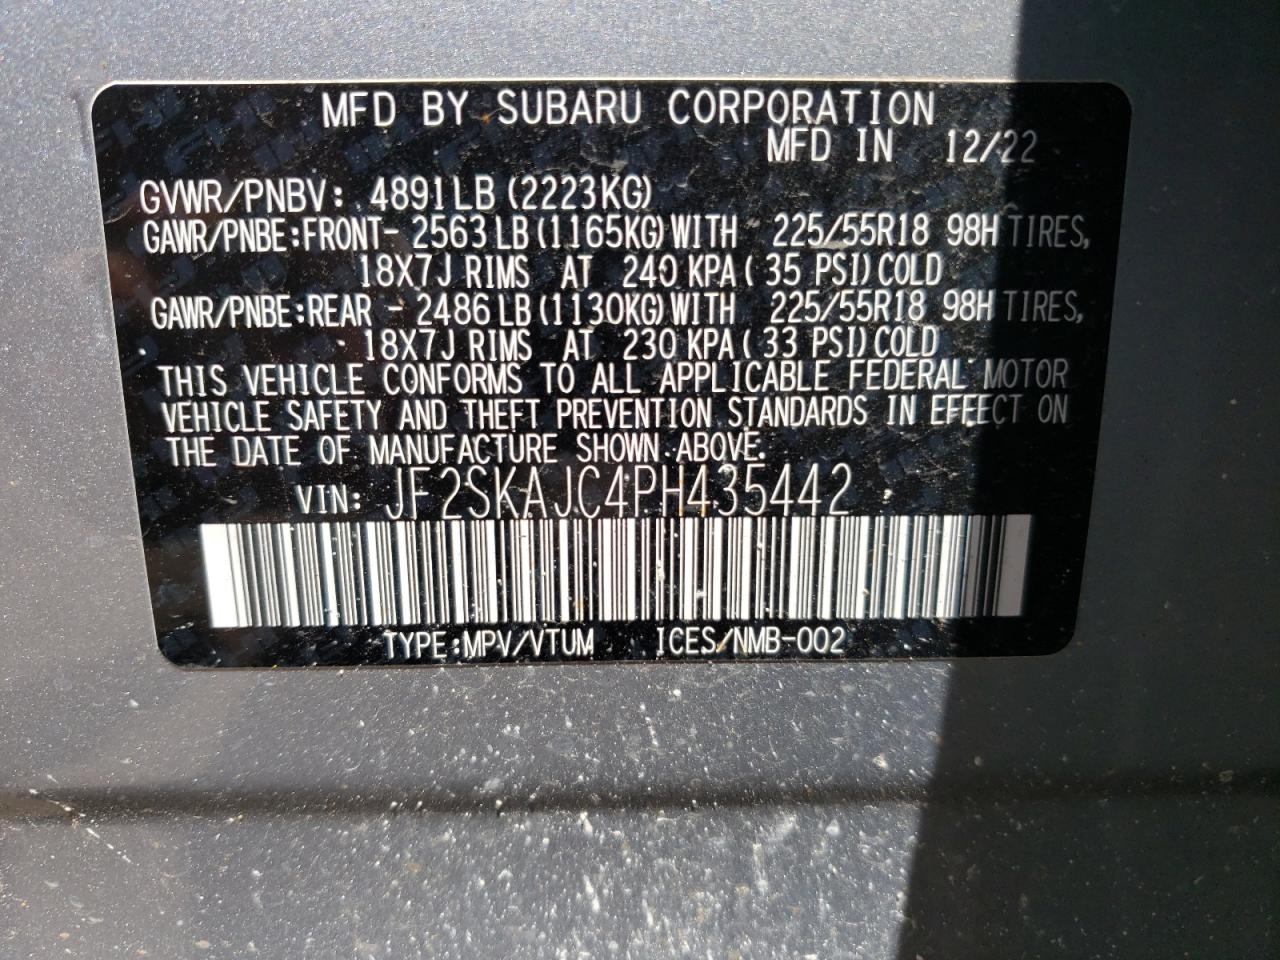 MFD BY SUBARU CORPORATION
MFD IN 12/22
GVWR/PNBV: 4891LB (2223KG)
GAWR/PNBE:FRONT- 2563LB (1165KG) WITH 225/55R18 98H TIRES,
18X7J RIMS AT 240 KPA ( 35 PSI) COLD
GAWR/PNBE:REAR - 2486LB (1130KG) WITH 225/55R18 98H TIRES,
18X7J RIMS AT 230 KPA ( 33 PSI) COLD
THIS VEHICLE CONFORMS TO ALL APPLICABLE FEDERAL MOTOR
VEHICLE SAFETY AND THEFT PREVENTION STANDARDS IN EFFECT ON
THE DATE OF MANUFACTURE SHOWN ABOVE.
VIN: JF2SKAJC4PH435442
TYPE:MPV/VTUM ICES/NMB-002